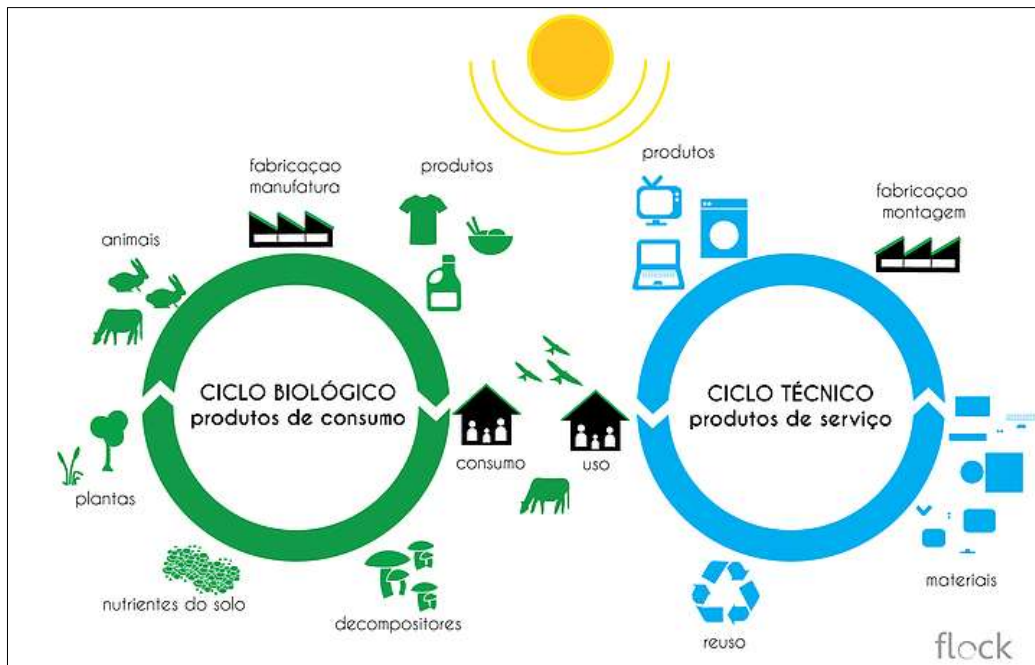 fabricaçao
manufatura
produtos
animais
CICLO BIOLÓGICO
produtos de consumo
plantas
nutrientes do solo
decompositores
consumo
uso
produtos
fabricaçao
montagem
CICLO TÉCNICO
produtos de serviço
materiais
reuso
flock